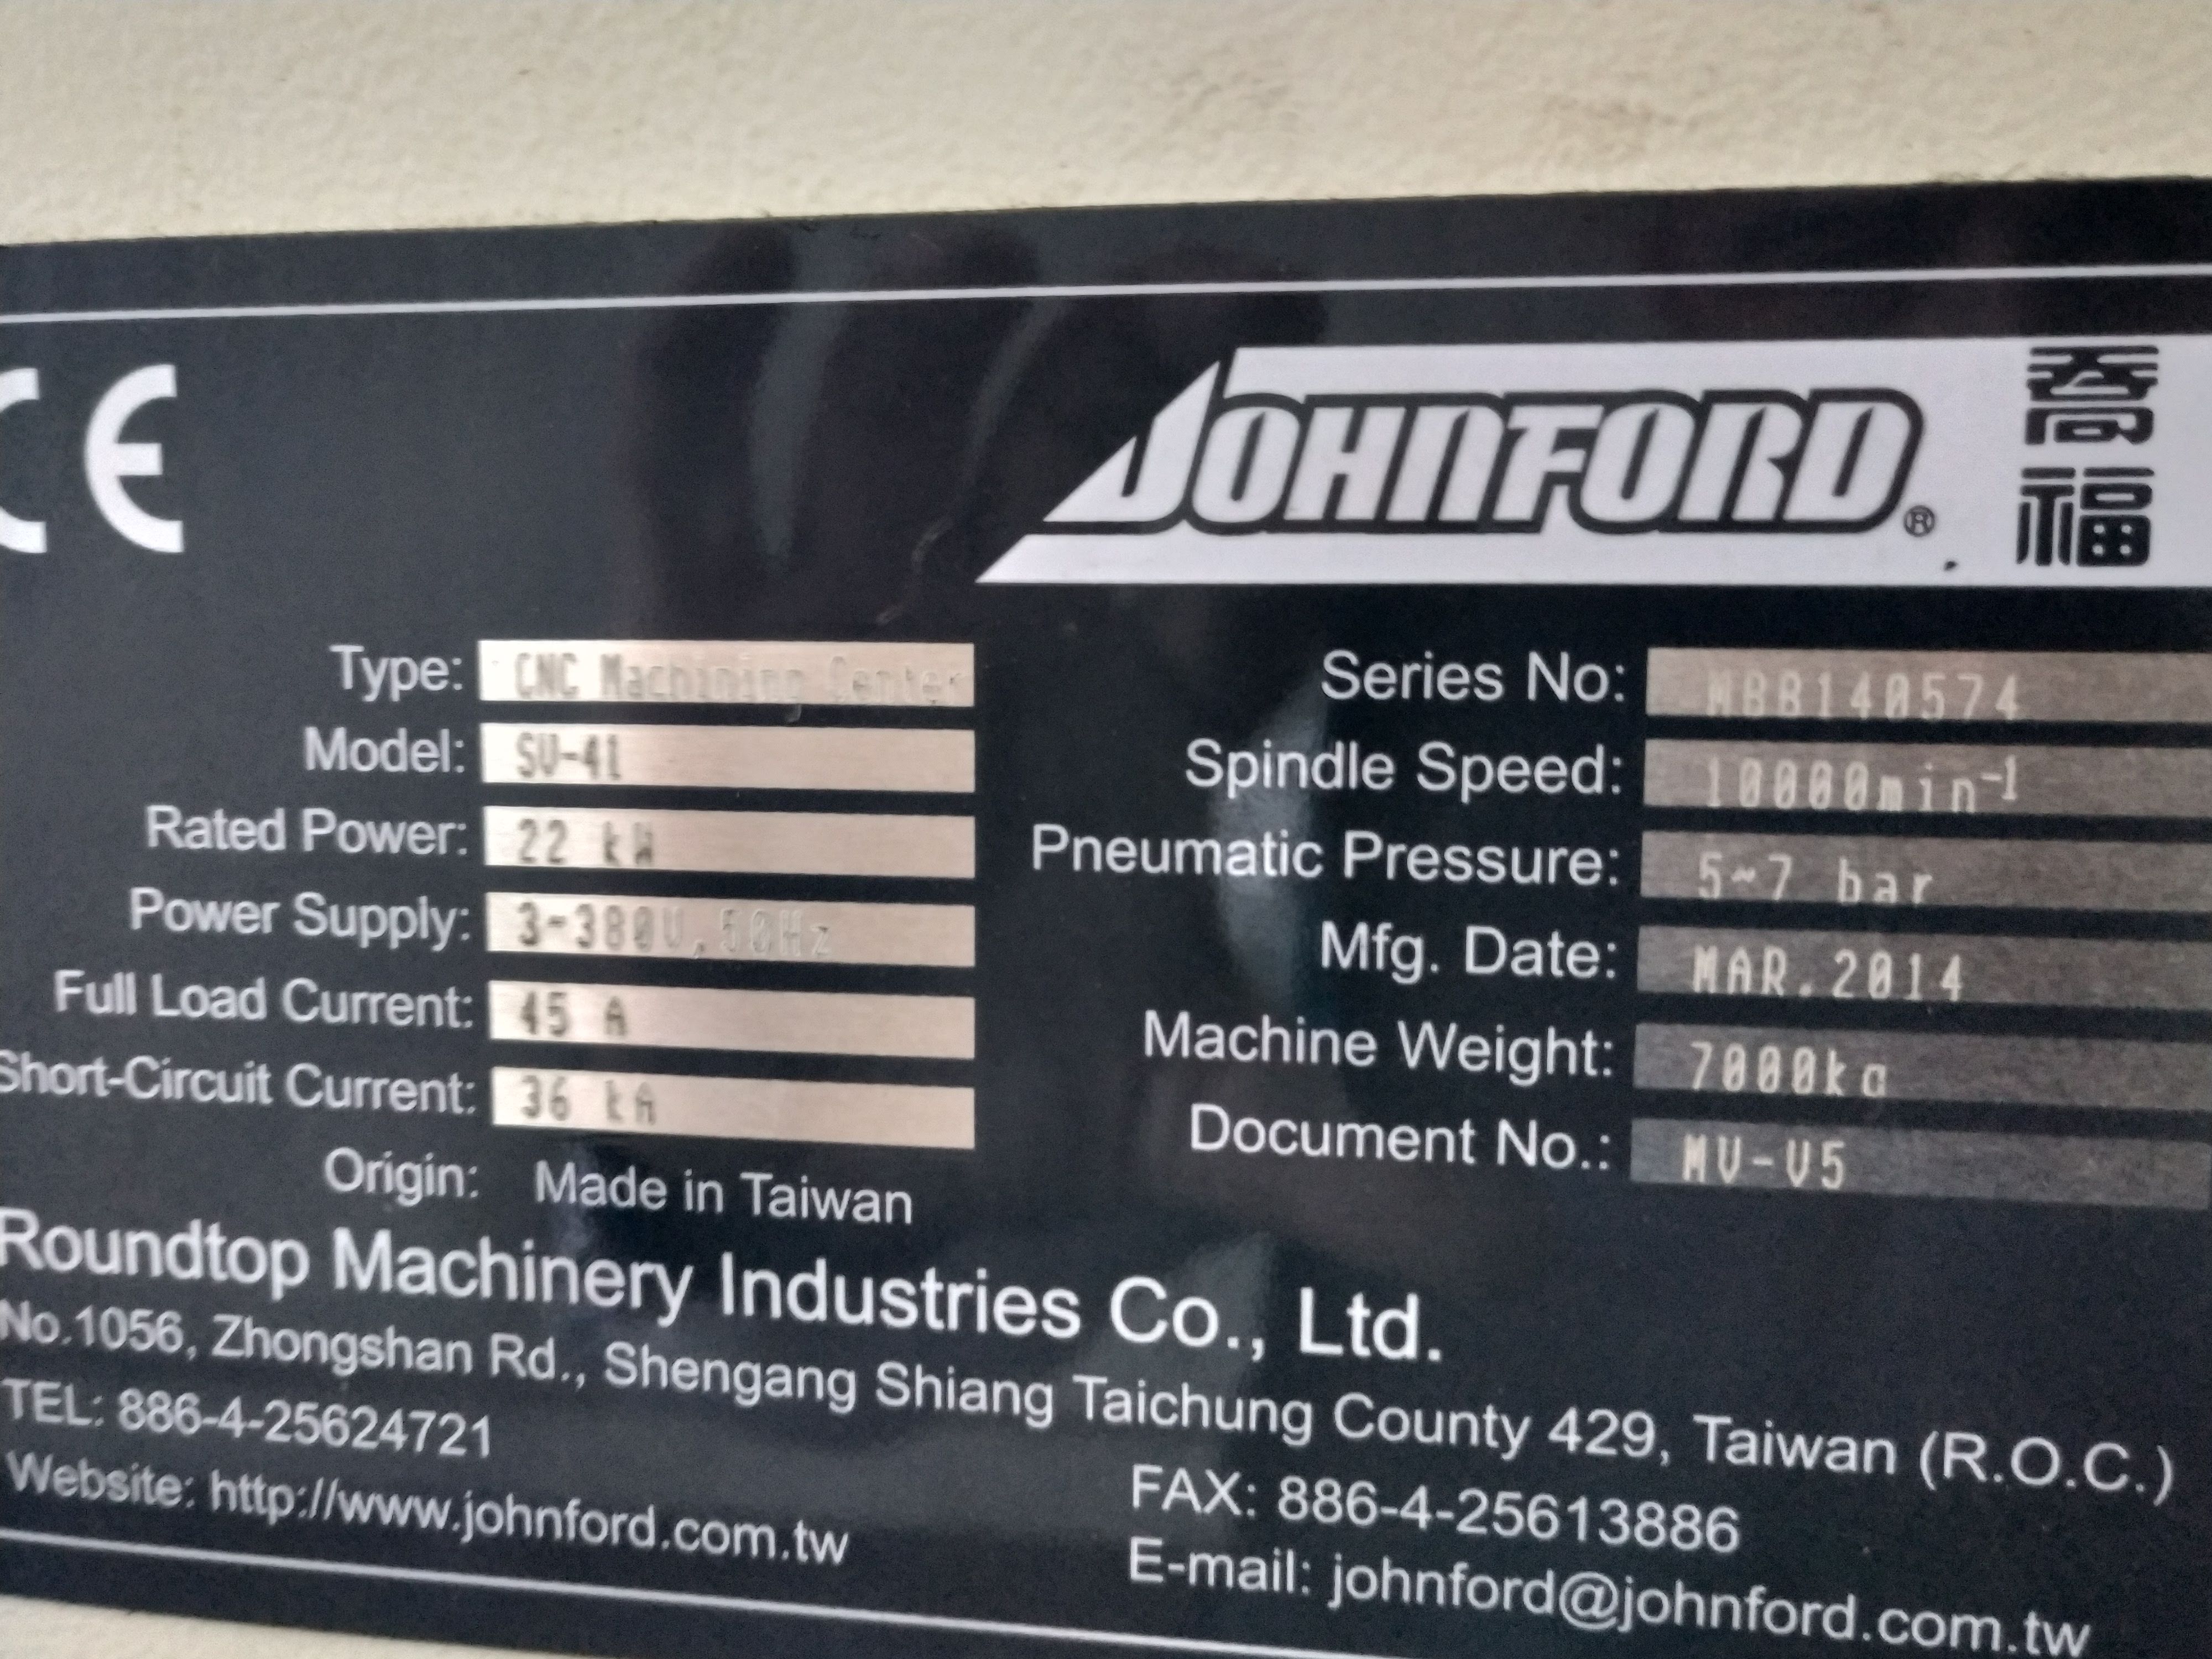 CE
JOHNFORD® 喬福
Type: CNC Machining Center
Model: SV-41
Rated Power: 22 kW
Power Supply: 3~380V,50Hz
Full Load Current: 45 A
Short-Circuit Current: 36 kA
Origin: Made in Taiwan
Series No: MBB140574
Spindle Speed: 10000min⁻¹
Pneumatic Pressure: 5~7 bar
Mfg. Date: MAR.2014
Machine Weight: 7000kg
Document No.: MV-V5
Roundtop Machinery Industries Co., Ltd.
No.1056, Zhongshan Rd., Shengang Shiang Taichung County 429, Taiwan (R.O.C.)
TEL: 886-4-25624721
FAX: 886-4-25613886
Website: http://www.johnford.com.tw
E-mail: johnford@johnford.com.tw